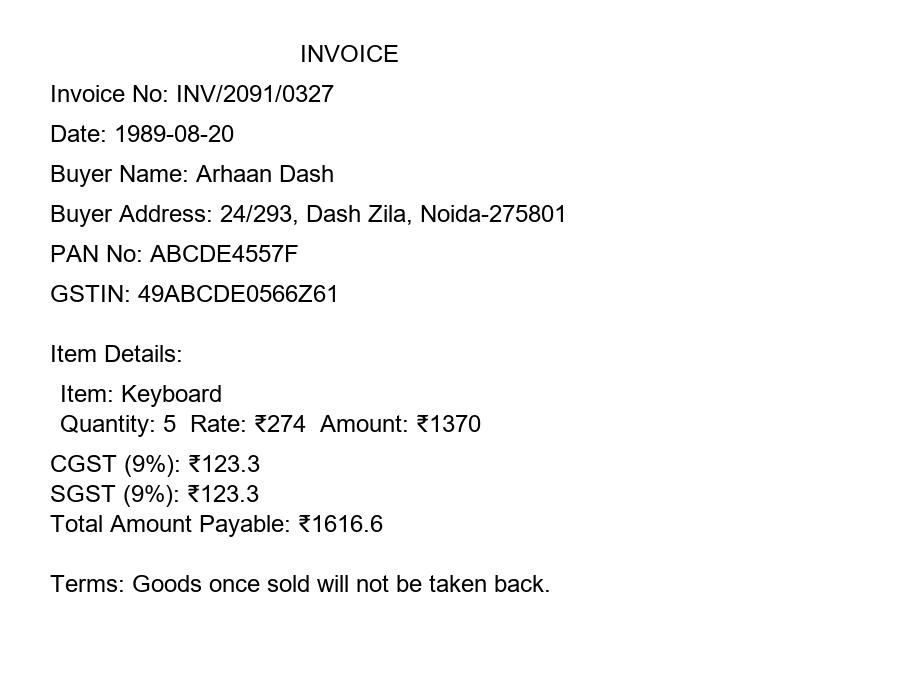 INVOICE
Invoice No: INV/2091/0327
Date: 1989-08-20
Buyer Name: Arhaan Dash
Buyer Address: 24/293, Dash Zila, Noida-275801
PAN No: ABCDE4557F
GSTIN: 49ABCDE0566Z61
Item Details:
Item: Keyboard
Quantity: 5  Rate: ₹274  Amount: ₹1370
CGST (9%): ₹123.3
SGST (9%): ₹123.3
Total Amount Payable: ₹1616.6
Terms: Goods once sold will not be taken back.